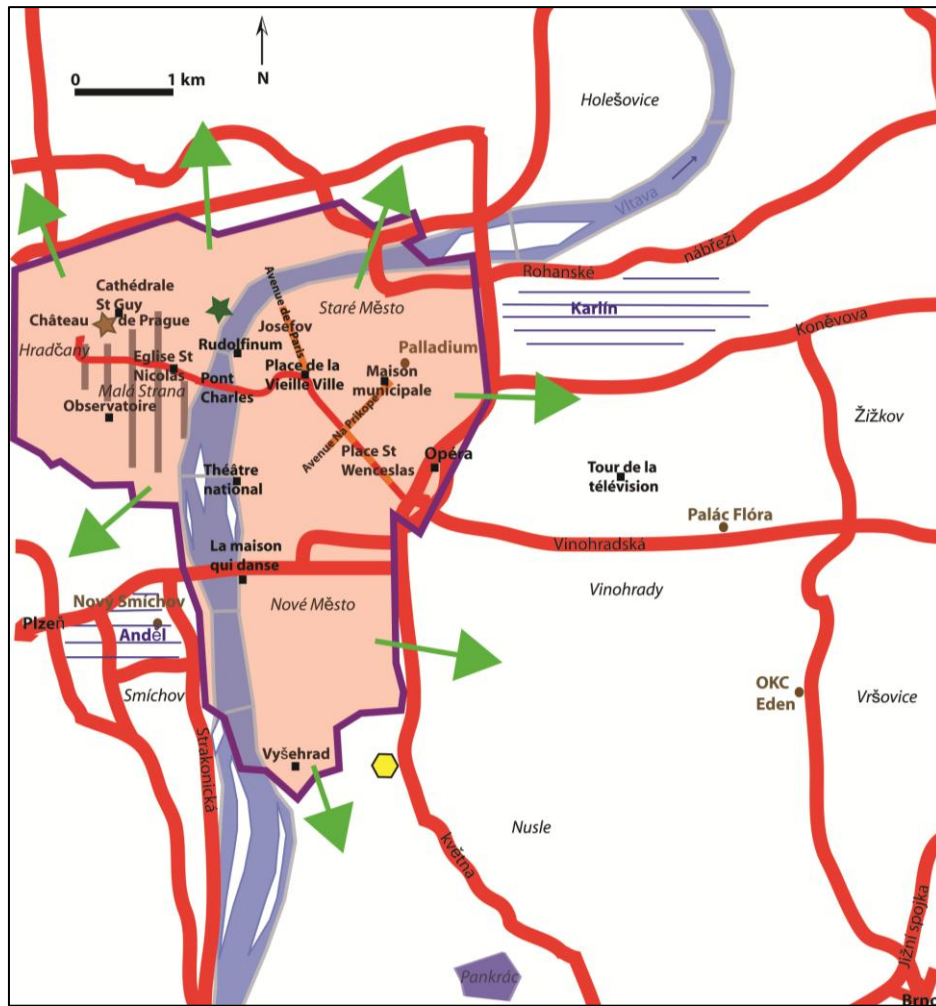 0 1 km
N
Holešovice
Vltava
Rohanské nábřeží
Karlín
Koněvova
Cathédrale
St Guy
Château de Prague
Hradčany
Staré Město
Avenue de Paris
Josefov
Rudolfinum
Palladium
Eglise St
Nicolas
Malá Strana
Pont
Charles
Place de la
Vieille Ville
Maison
municipale
Observatoire
Avenue Na Prikope
Place St
Wenceslas
Opéra
Žižkov
Théâtre
national
Tour de la
télévision
Palác Flóra
Vinohradská
La maison
qui danse
Vinohrady
Nové Město
Nový Smíchov
Plzeň
Anděl
Smíchov
OKC
Eden
Vršovice
Strakonická
Vyšehrad
Nusle
května
Pankrác
Jižní spojka
Brno